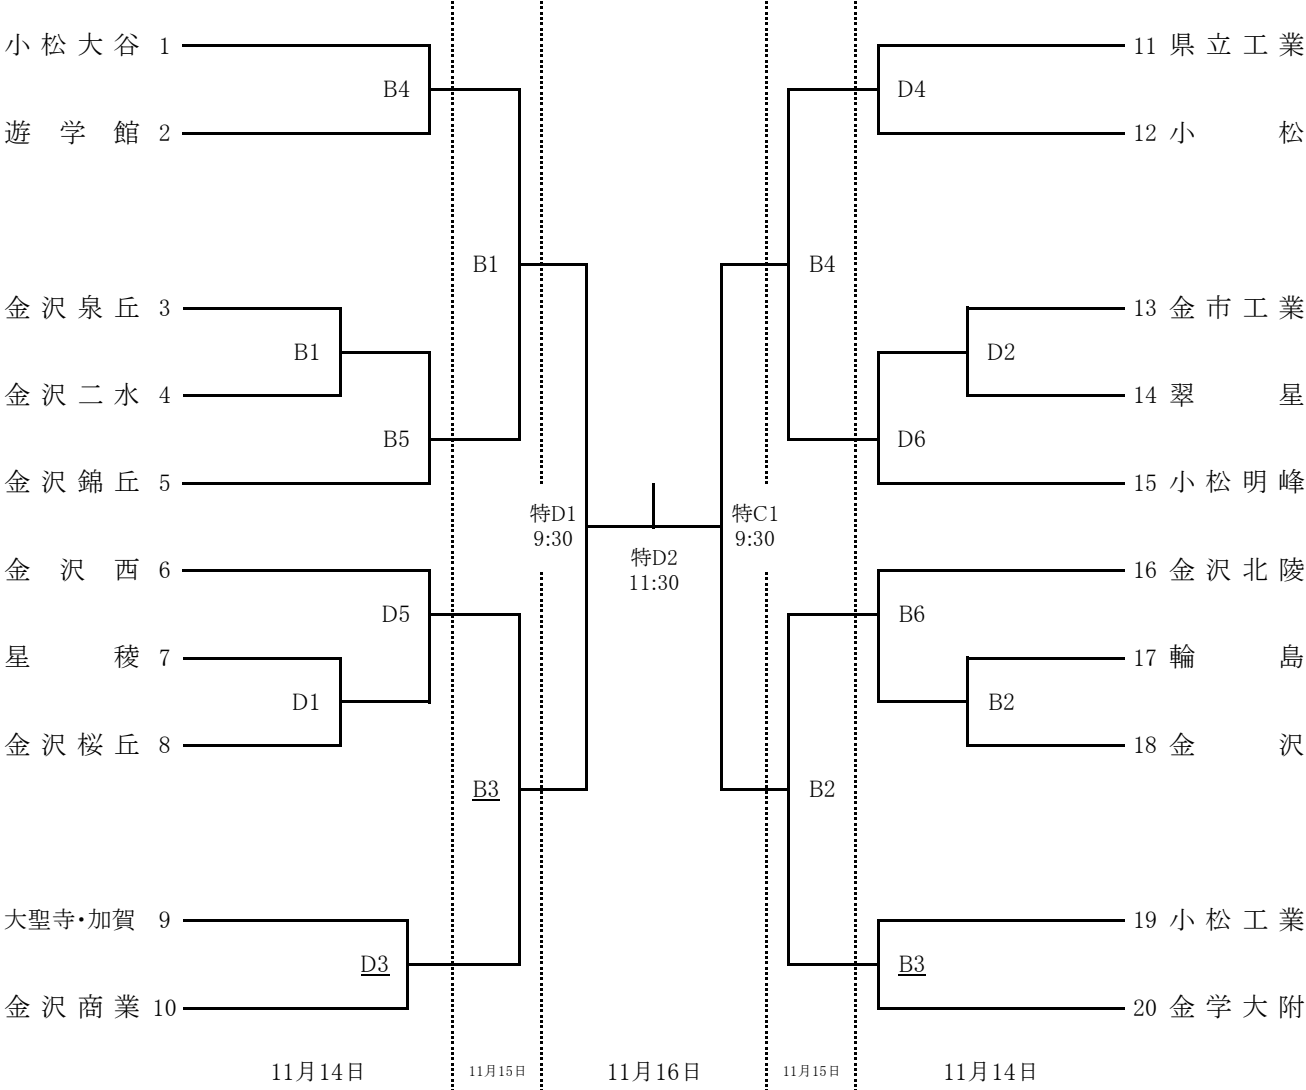 小松大谷 1
B4
遊学館 2
B1
金沢泉丘 3
B1
金沢二水 4
B5
金沢錦丘 5
特D1
9:30
金沢西 6
D5
星稜 7
D1
金沢桜丘 8
B3
大聖寺・加賀 9
D3
金沢商業 10
特D2
11:30
11 県立工業
D4
12 小松
B4
13 金市工業
D2
14 翠星
D6
15 小松明峰
特C1
9:30
16 金沢北陵
B6
17 輪島
B2
18 金沢
B2
19 小松工業
B3
20 金学大附
11月14日
11月15日
11月16日
11月15日
11月14日